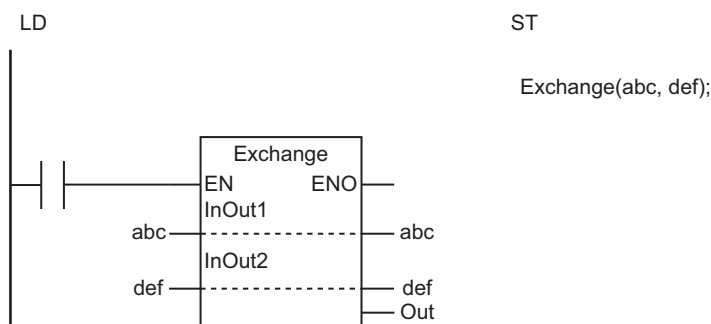 LD
ST
Exchange(abc, def);
Exchange
EN ENO
InOut1
abc abc
InOut2
def def
Out